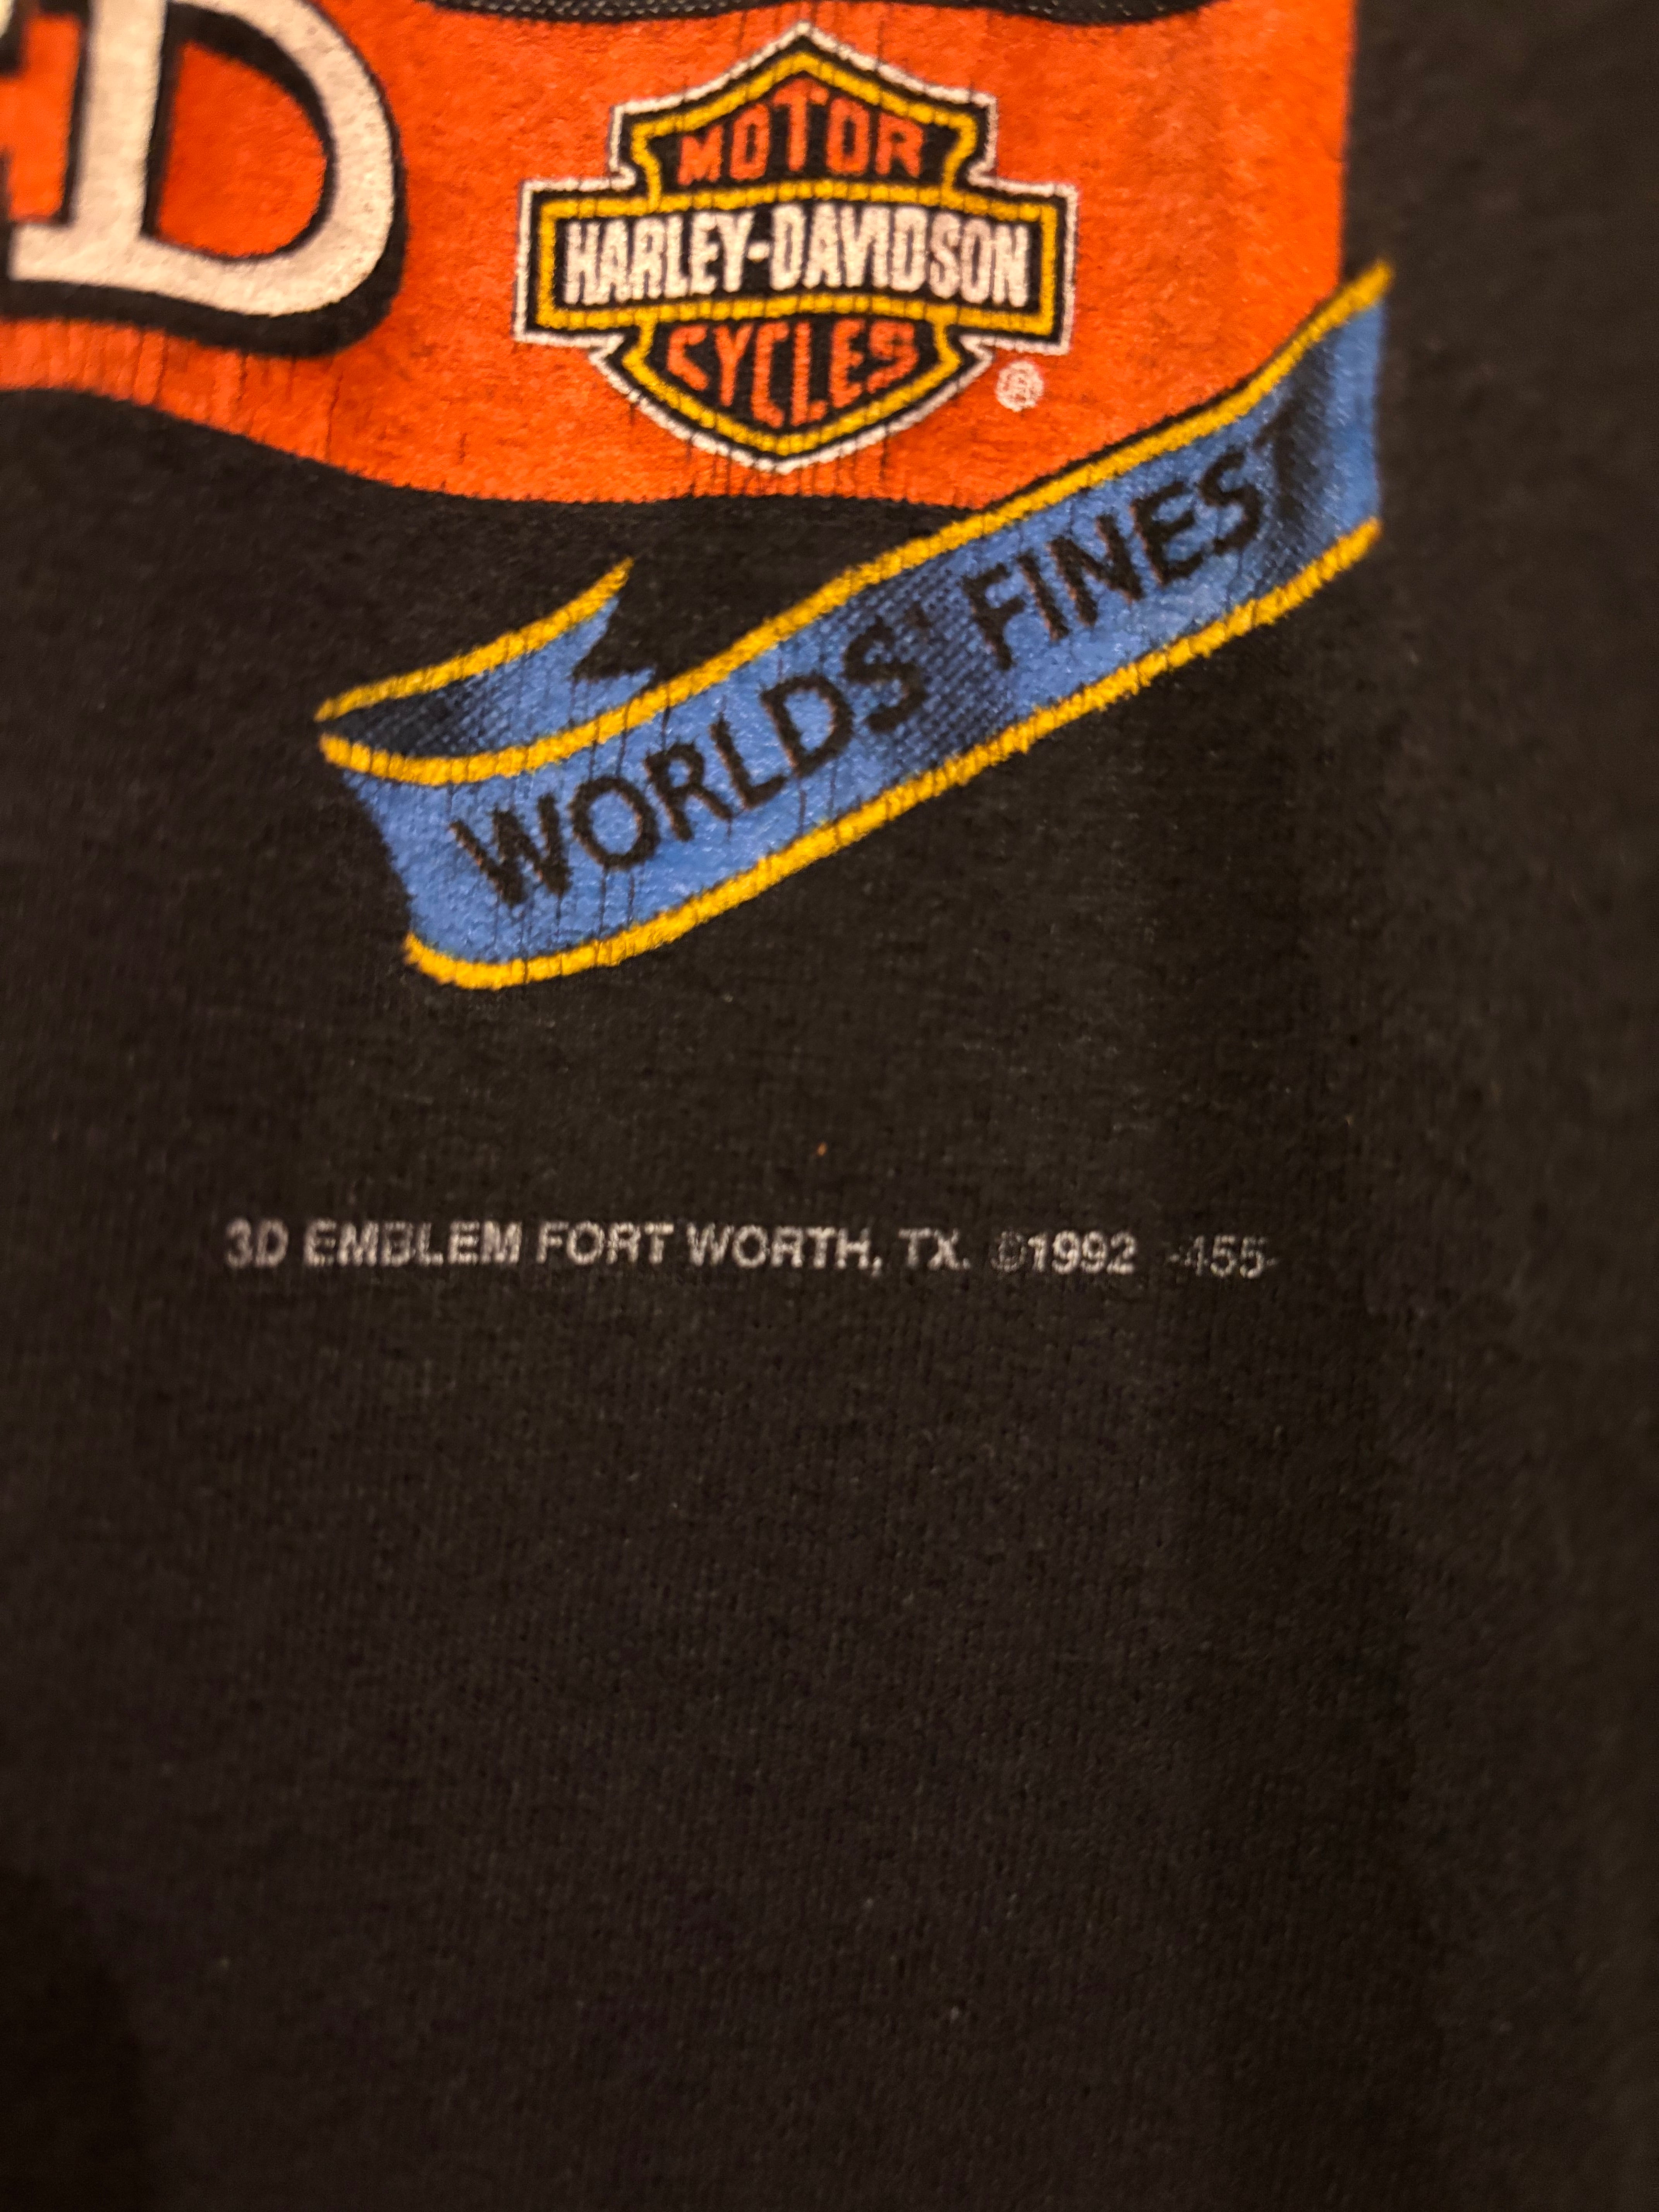 D
MOTOR
HARLEY-DAVIDSON
CYCLES
®
WORLDS' FINEST
3D EMBLEM FORT WORTH, TX. ©1992 -455-